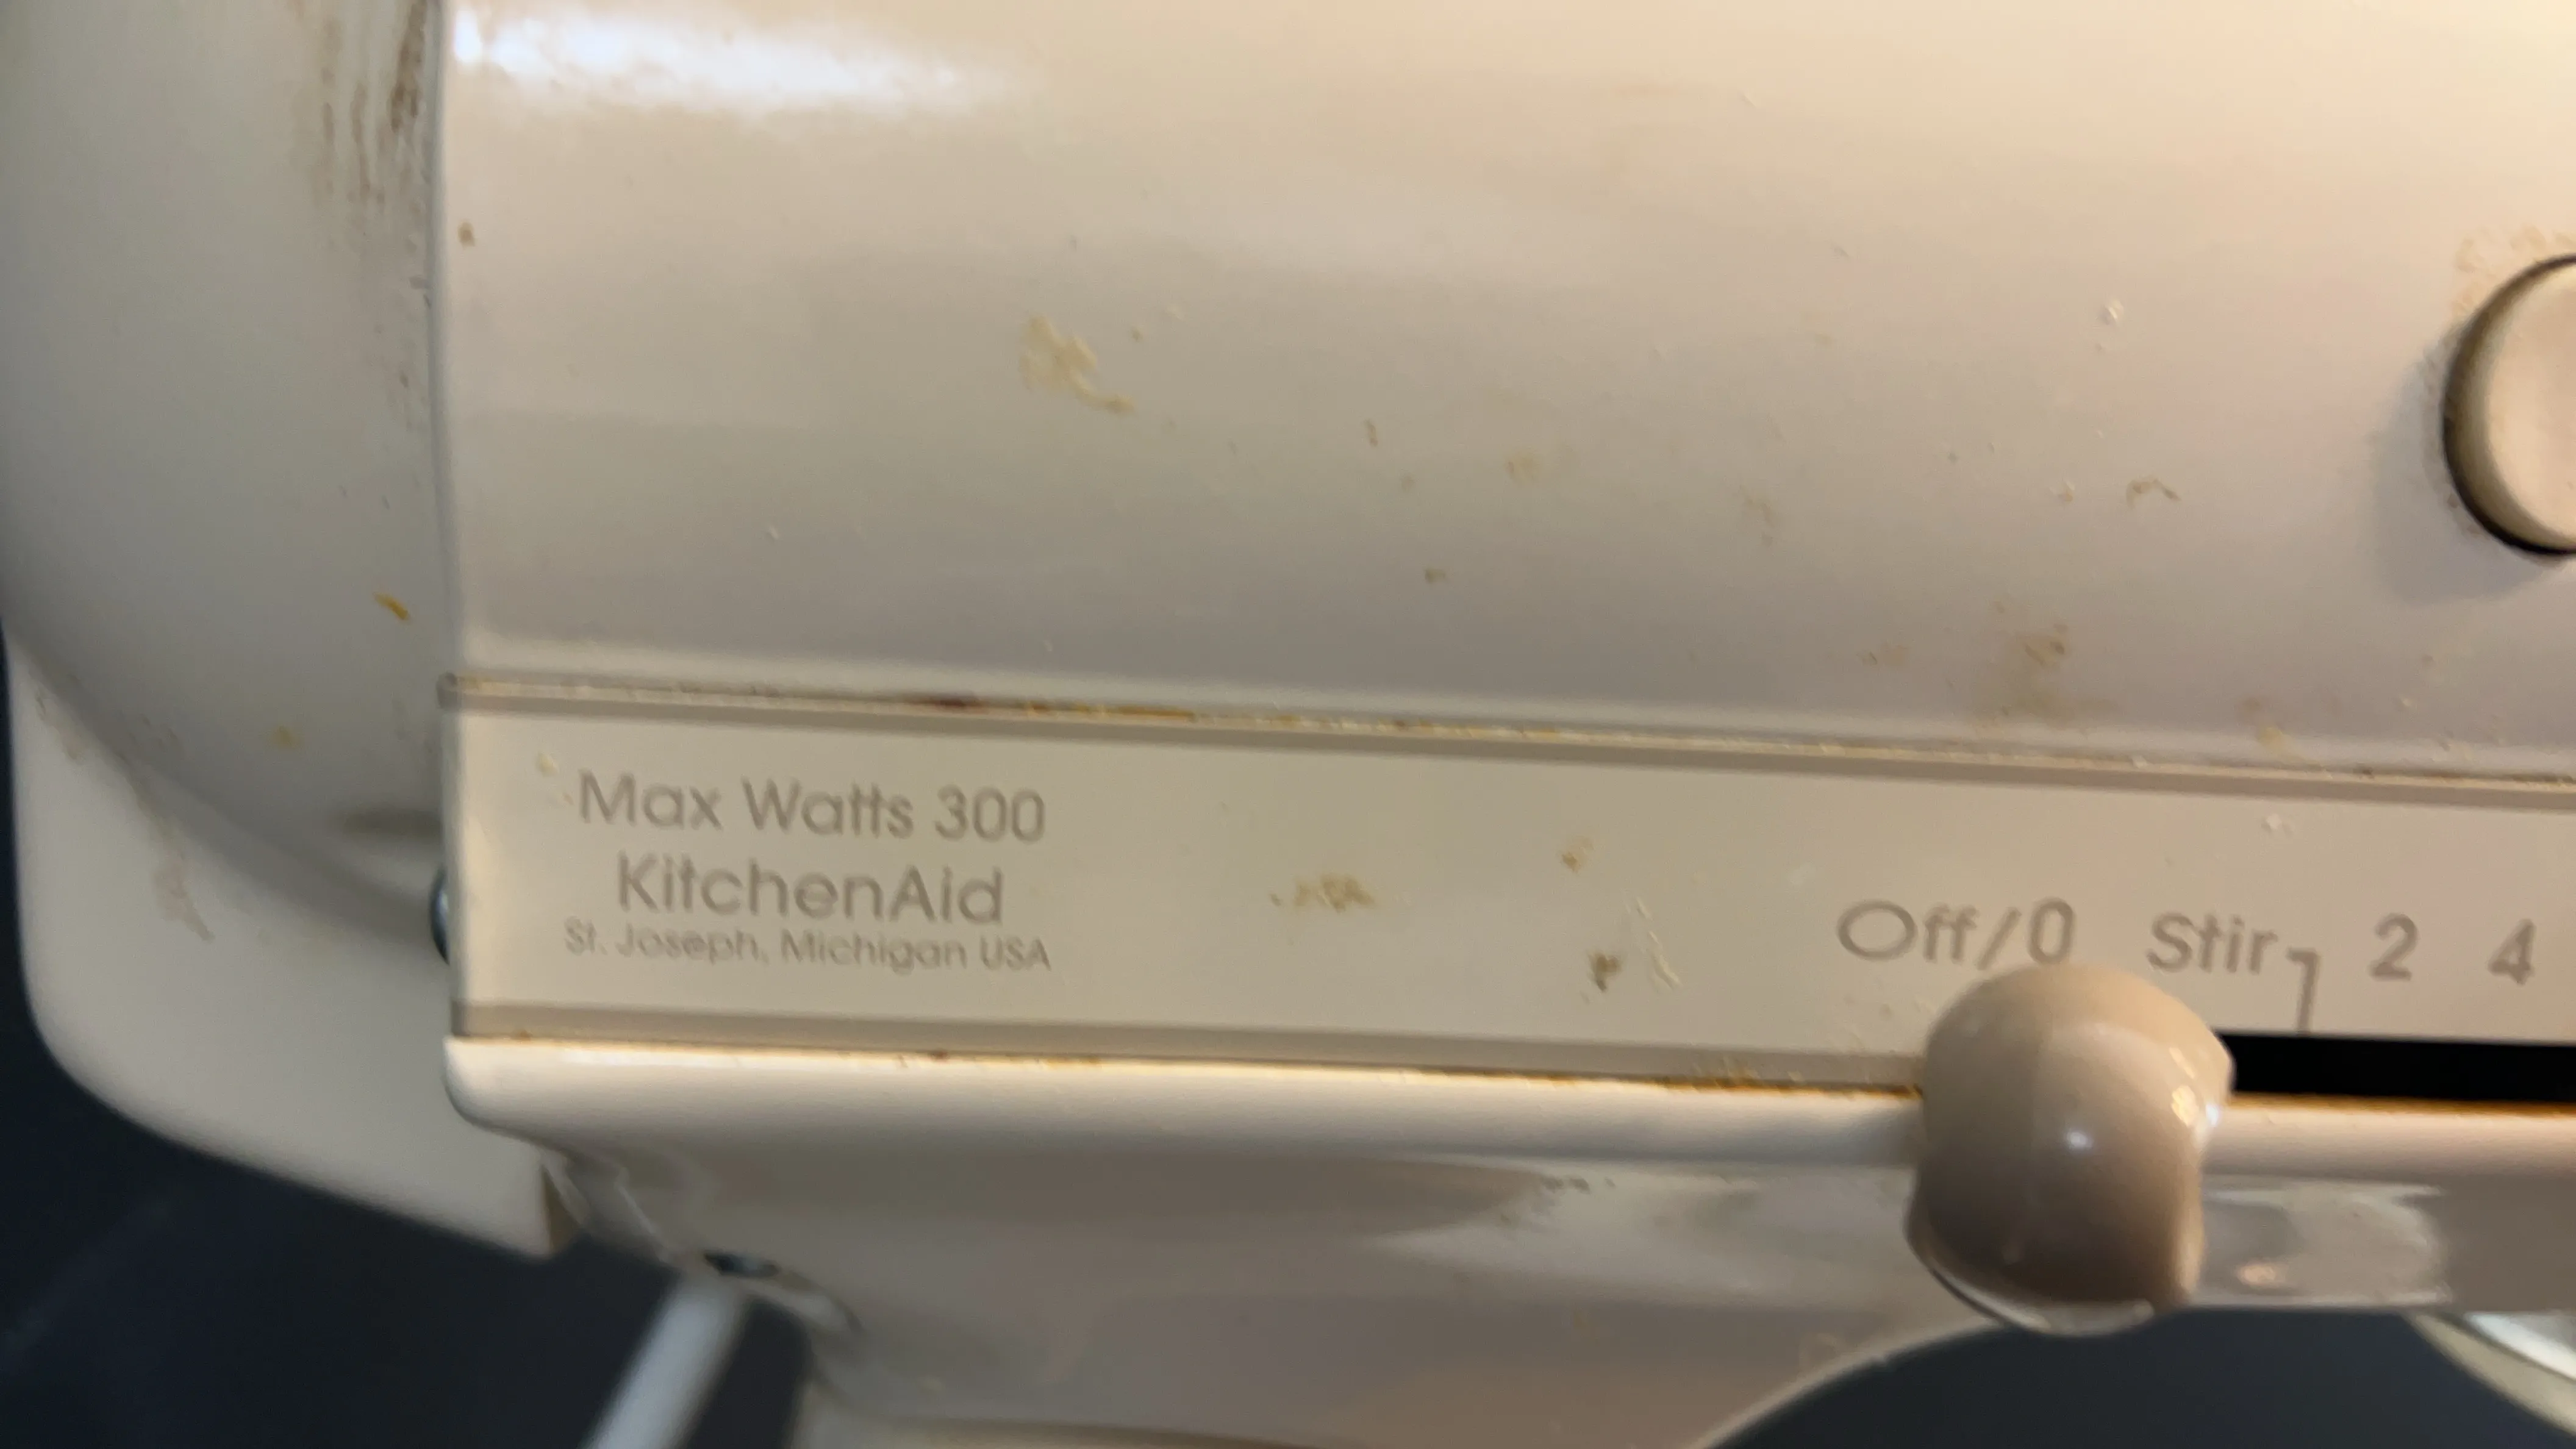 Max Watts 300
KitchenAid
St. Joseph, Michigan USA
Off/0 Stir 2 4